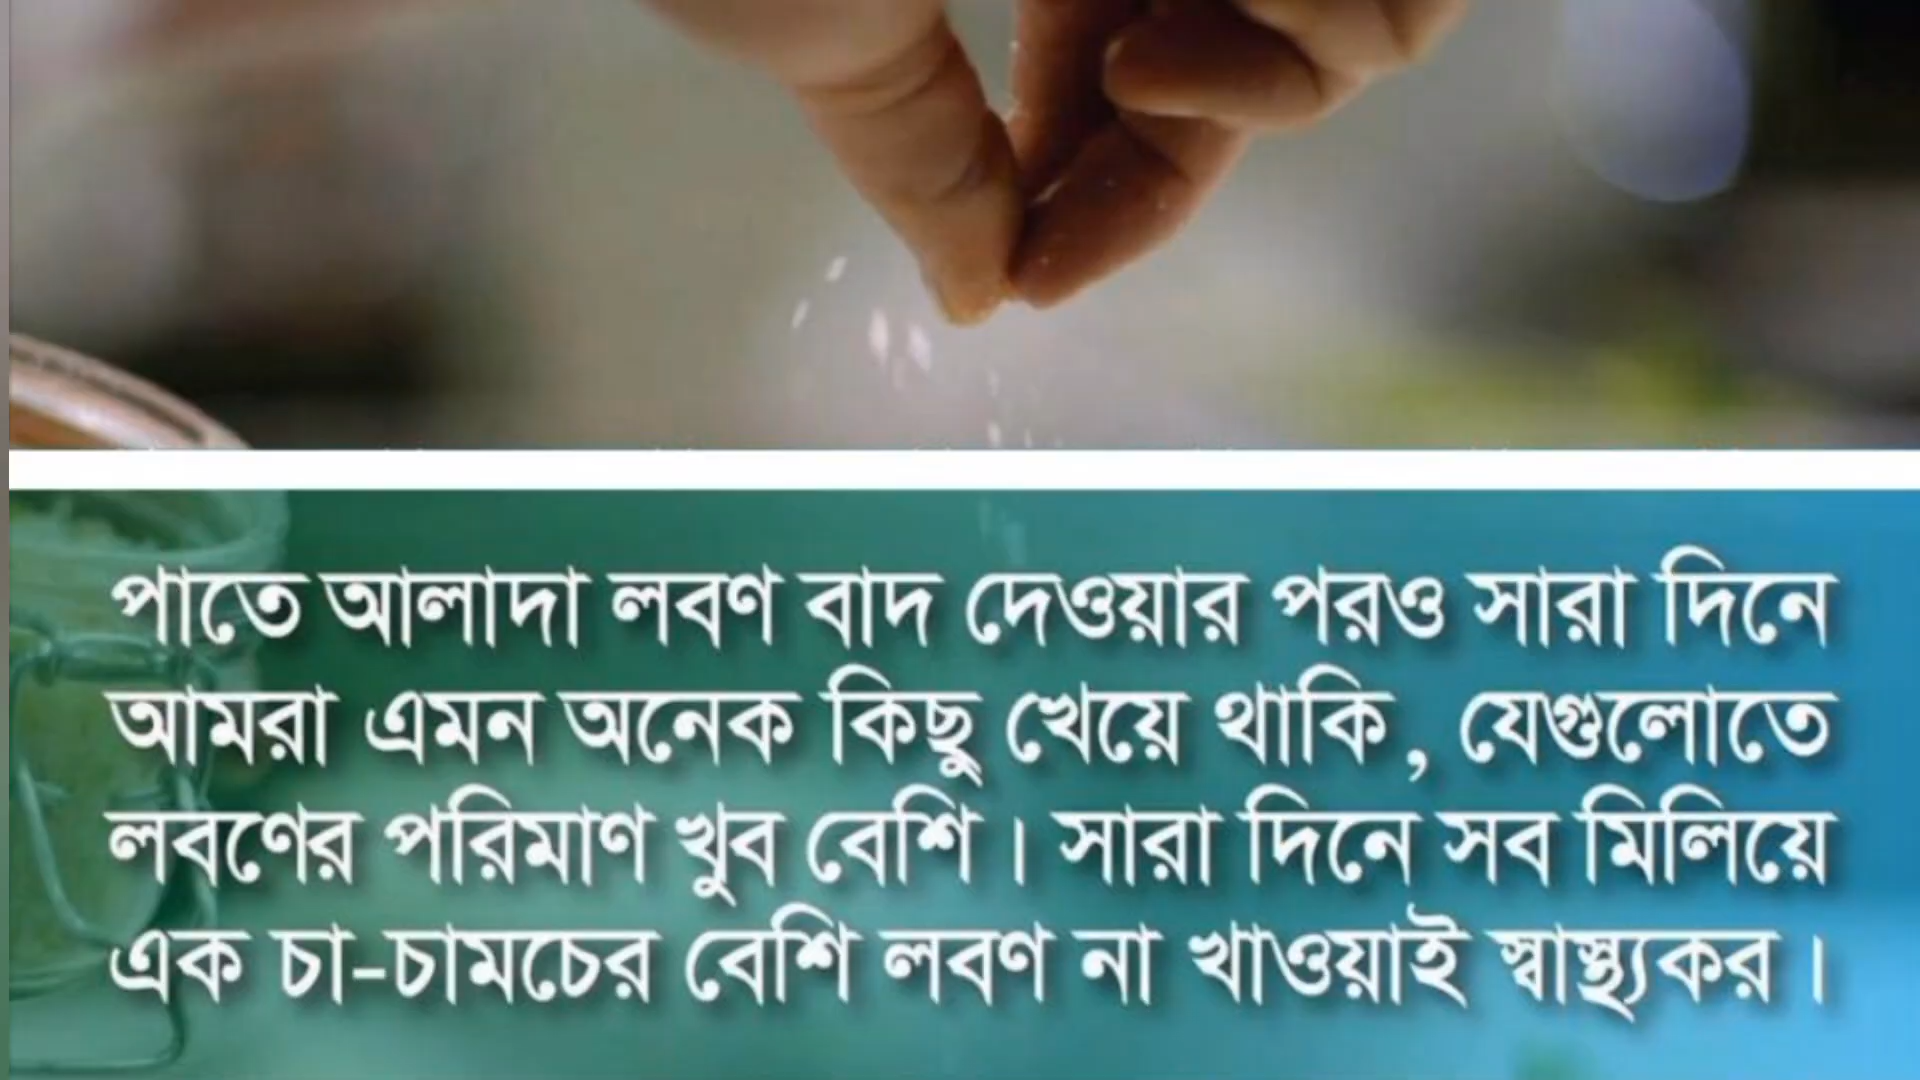 পাতে আলাদা লবণ বাদ দেওয়ার পরও সারা দিনে
আমরা এমন অনেক কিছু খেয়ে থাকি, যেগুলোতে
লবণের পরিমাণ খুব বেশি। সারা দিনে সব মিলিয়ে
এক চা-চামচের বেশি লবণ না খাওয়াই স্বাস্থ্যকর।